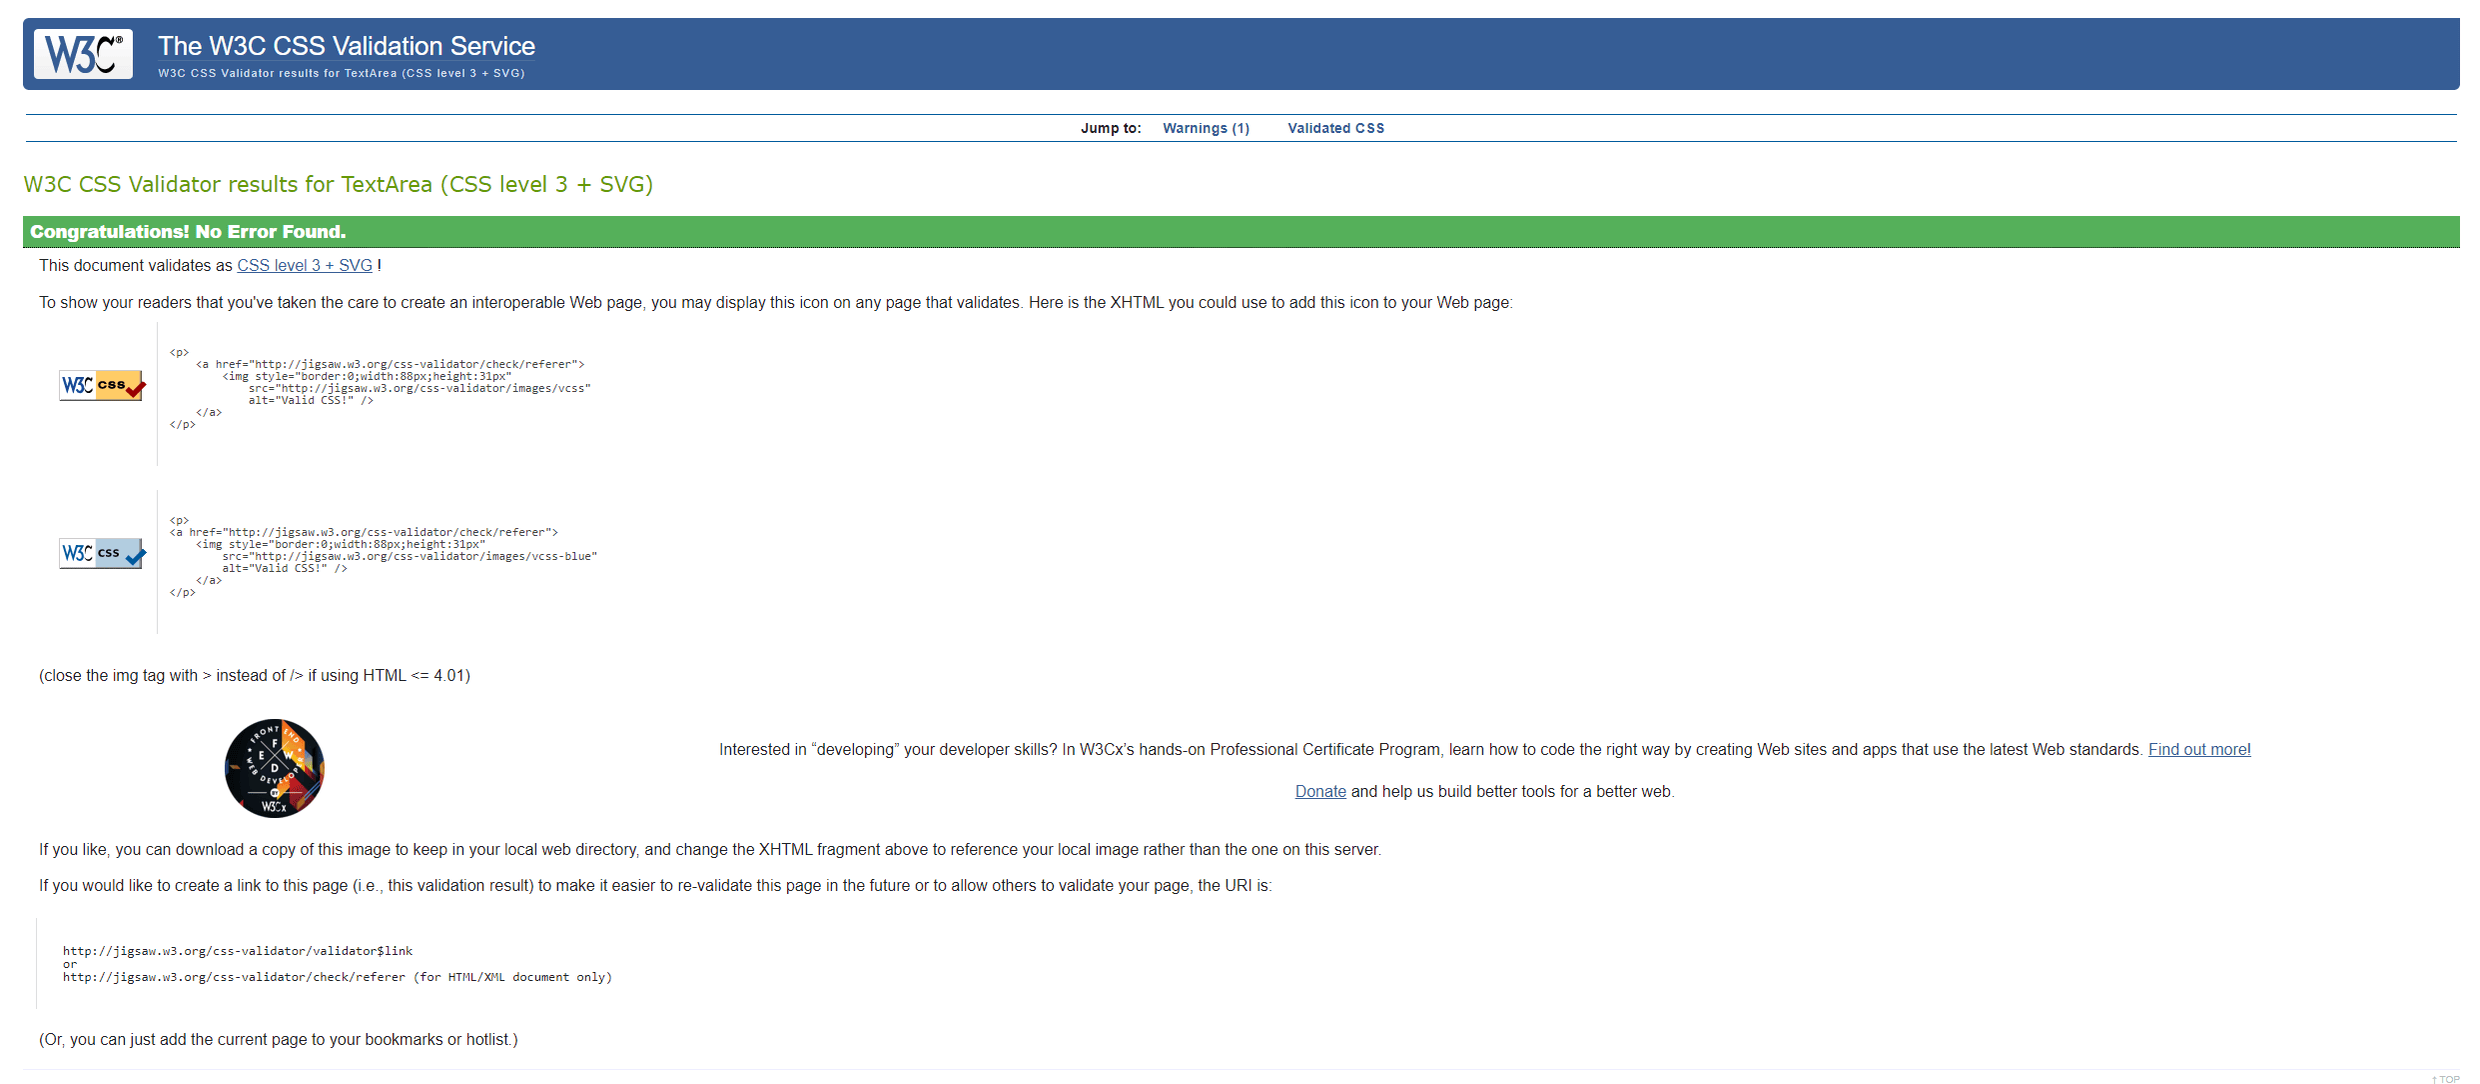 W3C®
The W3C CSS Validation Service
W3C CSS Validator results for TextArea (CSS level 3 + SVG)
Jump to: Warnings (1) Validated CSS
W3C CSS Validator results for TextArea (CSS level 3 + SVG)
Congratulations! No Error Found.
This document validates as CSS level 3 + SVG !
To show your readers that you've taken the care to create an interoperable Web page, you may display this icon on any page that validates. Here is the XHTML you could use to add this icon to your Web page:
W3C css
<p>
    <a href="http://jigsaw.w3.org/css-validator/check/referer">
        <img style="border:0;width:88px;height:31px"
            src="http://jigsaw.w3.org/css-validator/images/vcss"
            alt="Valid CSS!" />
    </a>
</p>
W3C css
<p>
<a href="http://jigsaw.w3.org/css-validator/check/referer">
    <img style="border:0;width:88px;height:31px"
        src="http://jigsaw.w3.org/css-validator/images/vcss-blue"
        alt="Valid CSS!" />
    </a>
</p>
(close the img tag with > instead of /> if using HTML <= 4.01)
FRONT END
F
E W
D
WEB DEVELOPER
BY
W3Cx
Interested in “developing” your developer skills? In W3Cx’s hands-on Professional Certificate Program, learn how to code the right way by creating Web sites and apps that use the latest Web standards. Find out more!
Donate and help us build better tools for a better web.
If you like, you can download a copy of this image to keep in your local web directory, and change the XHTML fragment above to reference your local image rather than the one on this server.
If you would like to create a link to this page (i.e., this validation result) to make it easier to re-validate this page in the future or to allow others to validate your page, the URI is:
http://jigsaw.w3.org/css-validator/validator$link
or
http://jigsaw.w3.org/css-validator/check/referer (for HTML/XML document only)
(Or, you can just add the current page to your bookmarks or hotlist.)
↑ TOP